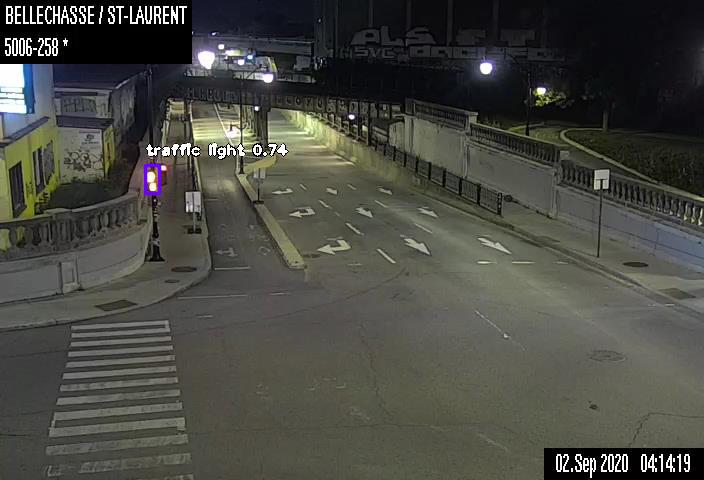 BELLECHASSE / ST-LAURENT
5006-258 *
traffic light 0.74
02.Sep 2020 04:14:19